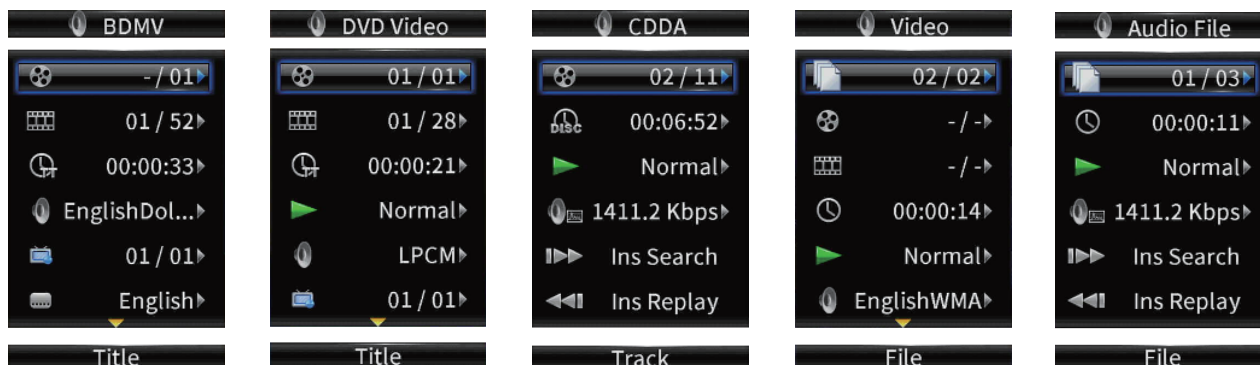 BDMV
- / 01
01 / 52
00:00:33
EnglishDol...
01 / 01
English
Title
DVD Video
01 / 01
01 / 28
00:00:21
Normal
LPCM
01 / 01
Title
CDDA
02 / 11
DISC
00:06:52
Normal
1411.2 Kbps
Ins Search
Ins Replay
Track
Video
02 / 02
- / -
- / -
00:00:14
Normal
EnglishWMA
File
Audio File
01 / 03
00:00:11
Normal
1411.2 Kbps
Ins Search
Ins Replay
File